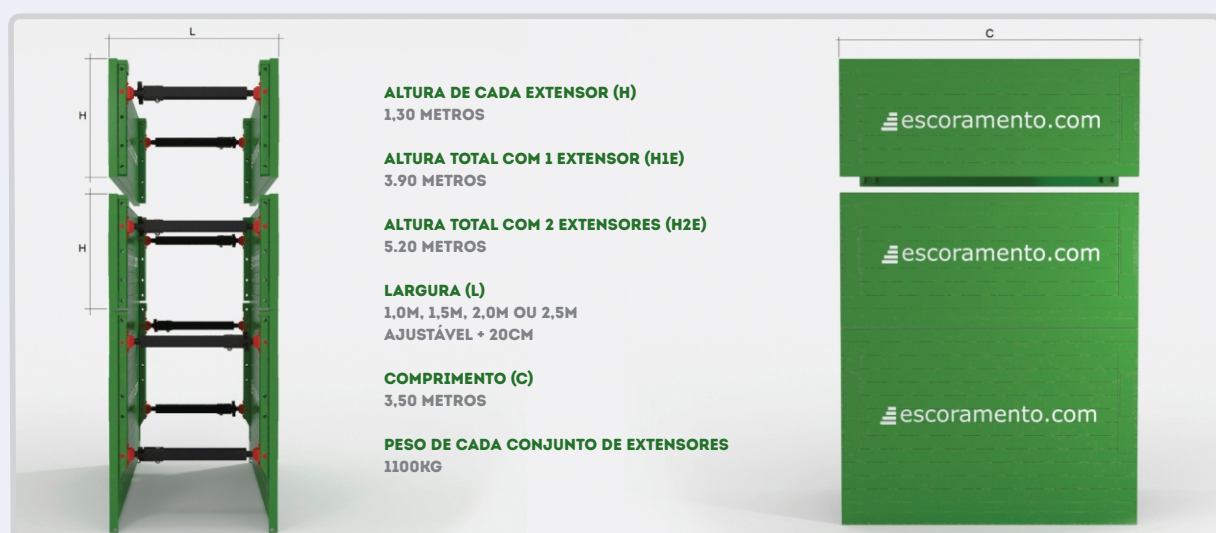 L
H
H
ALTURA DE CADA EXTENSOR (H)
1,30 METROS
ALTURA TOTAL COM 1 EXTENSOR (H1E)
3.90 METROS
ALTURA TOTAL COM 2 EXTENSORES (H2E)
5.20 METROS
LARGURA (L)
1,0M, 1,5M, 2,0M OU 2,5M
AJUSTÁVEL + 20CM
COMPRIMENTO (C)
3,50 METROS
PESO DE CADA CONJUNTO DE EXTENSORES
1100KG
C
escoramento.com
escoramento.com
escoramento.com